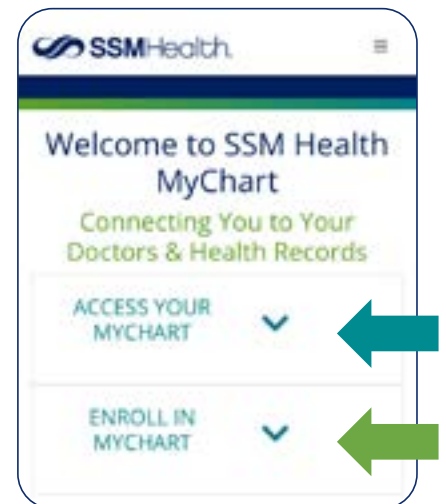 SSMHealth.
Welcome to SSM Health
MyChart
Connecting You to Your
Doctors & Health Records
ACCESS YOUR
MYCHART
ENROLL IN
MYCHART